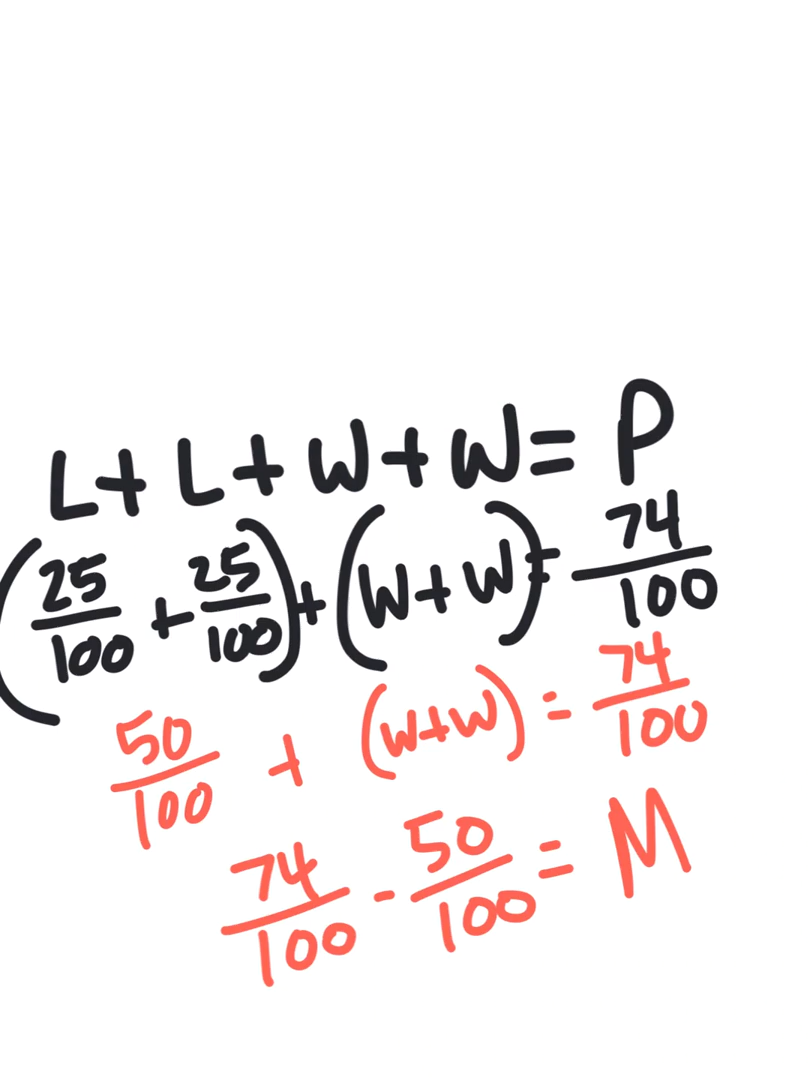 L + L + W + W = P
(25/100 + 25/100) + (W + W) = 74/100
50/100 + (W + W) = 74/100
74/100 - 50/100 = M